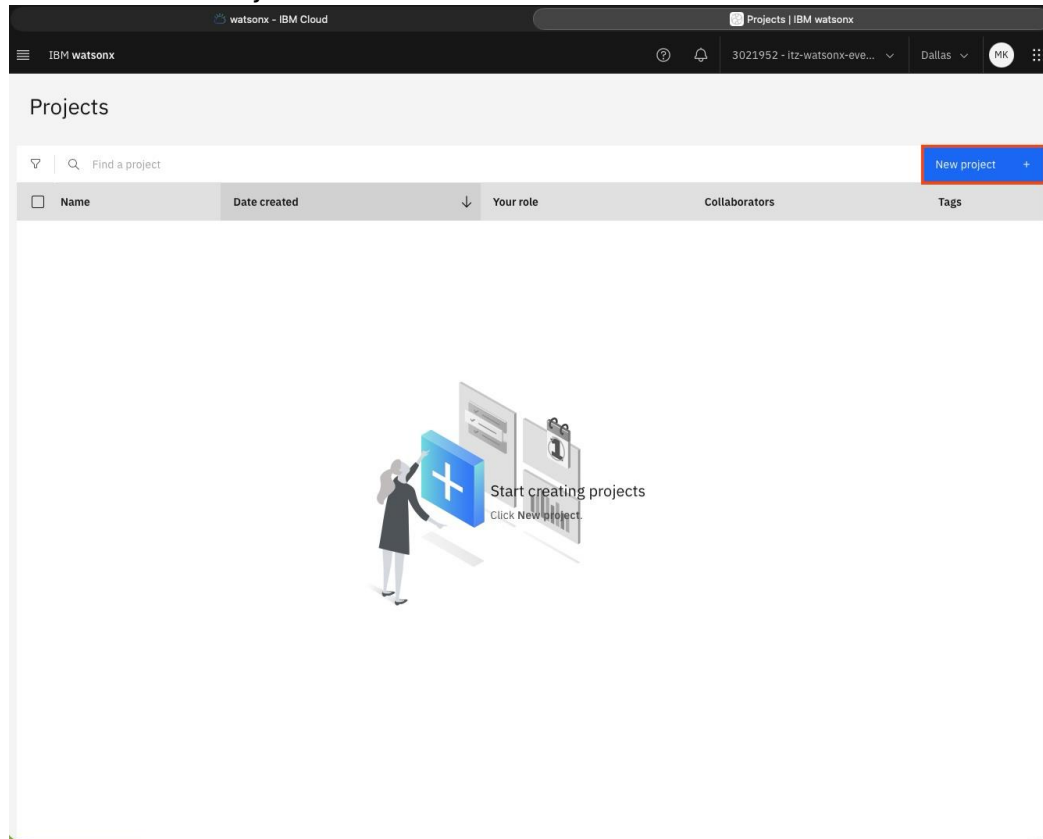 watsonx - IBM Cloud
Projects | IBM watsonx
IBM watsonx
3021952 - itz-watsonx-eve...
Dallas
MK
Projects
Find a project
New project +
Name
Date created
Your role
Collaborators
Tags
1
Start creating projects
Click New project.